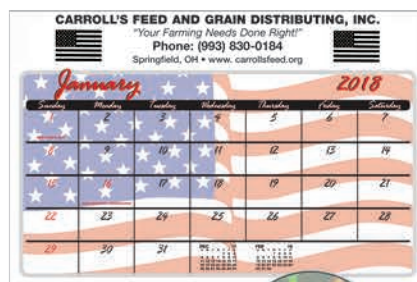 CARROLL'S FEED AND GRAIN DISTRIBUTING, INC.
"Your Farming Needs Done Right!"
Phone: (993) 830-0184
Springfield, OH • www. carrollsfeed.org
January 2018
Sunday Monday Tuesday Wednesday Thursday Friday Saturday
1 2 3 4 5 6 7
8 9 10 11 12 13 14
15 16 17 18 19 20 21
22 23 24 25 26 27 28
29 30 31